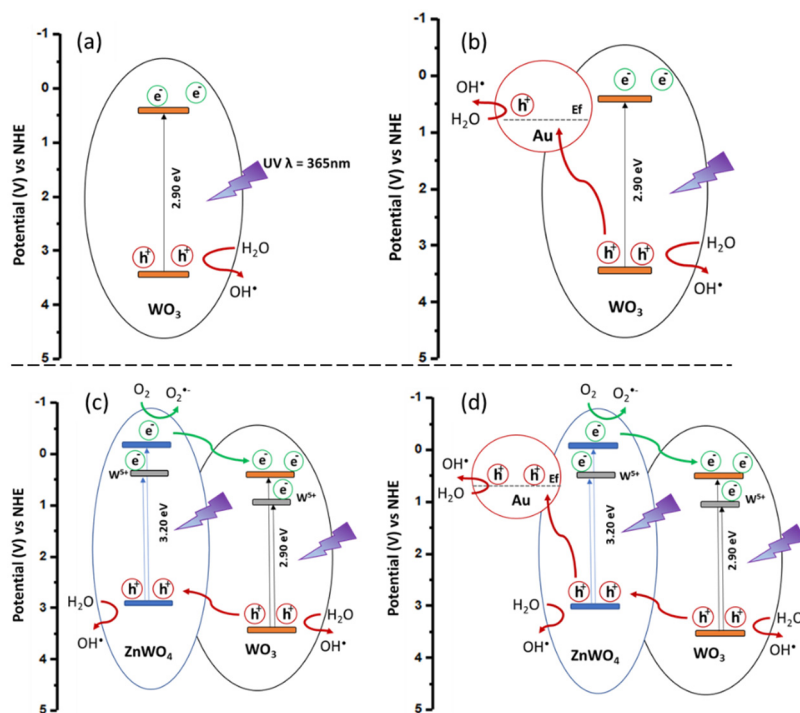 (a)
Potential (V) vs NHE
-1
0
1
2
3
4
5
e⁻ e⁻
2.90 eV
UV λ = 365nm
h⁺ h⁺
H₂O
OH•
WO₃
(b)
Potential (V) vs NHE
-1
0
1
2
3
4
5
OH•
H₂O
h⁺
Ef
Au
e⁻ e⁻
2.90 eV
h⁺ h⁺
H₂O
OH•
WO₃
(c)
Potential (V) vs NHE
-1
0
1
2
3
4
5
O₂ O₂•-
e⁻
e⁻
W⁵⁺
3.20 eV
h⁺ h⁺
H₂O
OH•
ZnWO₄
e⁻ e⁻
e⁻
W⁵⁺
2.90 eV
h⁺ h⁺
H₂O
OH•
WO₃
(d)
Potential (V) vs NHE
-1
0
1
2
3
4
5
O₂ O₂•-
OH•
H₂O
h⁺ h⁺
Ef
Au
e⁻
e⁻
W⁵⁺
3.20 eV
h⁺ h⁺
H₂O
OH•
ZnWO₄
e⁻ e⁻
e⁻
W⁵⁺
2.90 eV
h⁺ h⁺
H₂O
OH•
WO₃